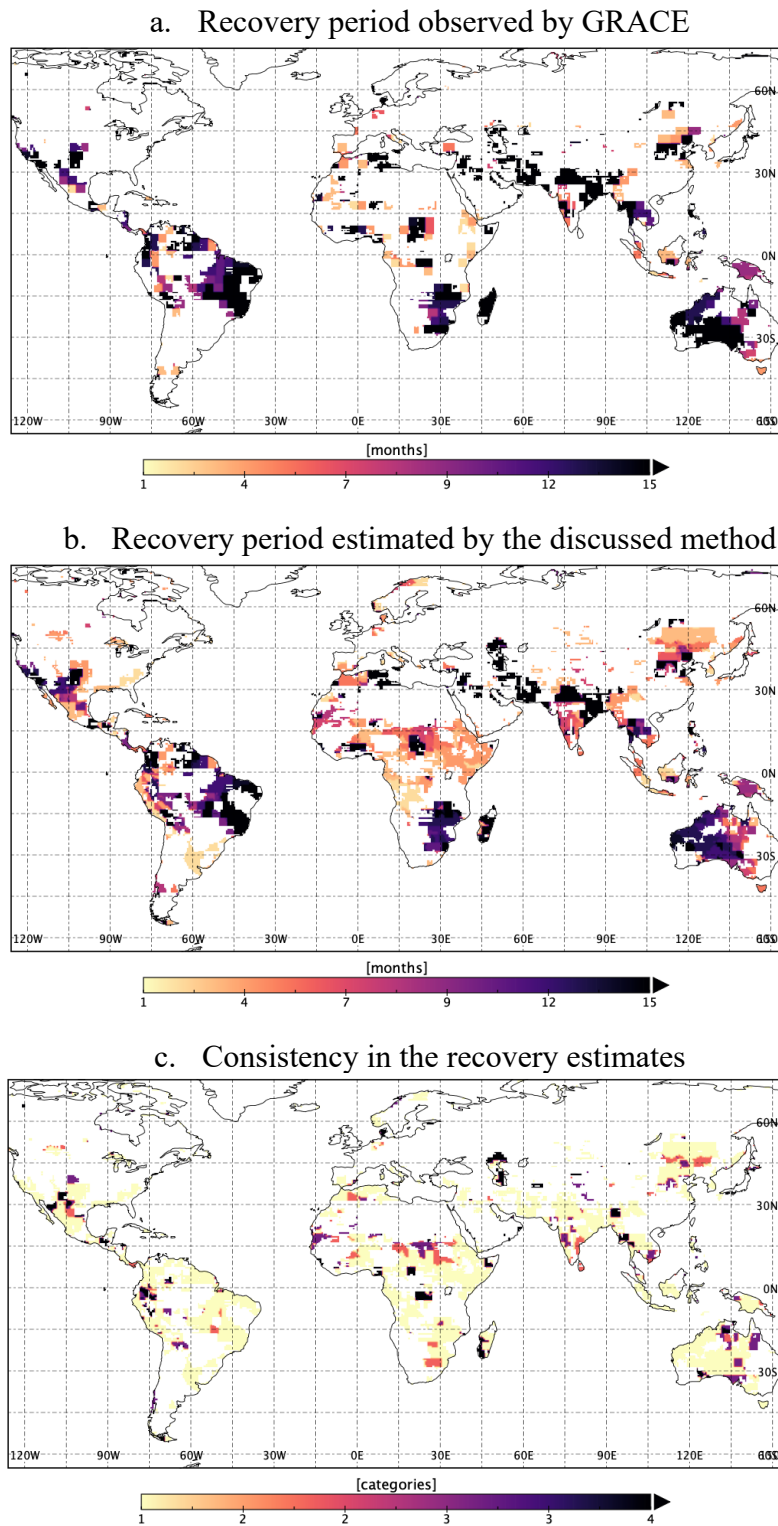 a. Recovery period observed by GRACE
60N
30N
0N
30S
120W 90W 60W 30W 0E 30E 60E 90E 120E
[months]
1 4 7 9 12 15
b. Recovery period estimated by the discussed method
60N
30N
0N
30S
120W 90W 60W 30W 0E 30E 60E 90E 120E
[months]
1 4 7 9 12 15
c. Consistency in the recovery estimates
60N
30N
0N
30S
120W 90W 60W 30W 0E 30E 60E 90E 120E
[categories]
1 2 2 3 3 4